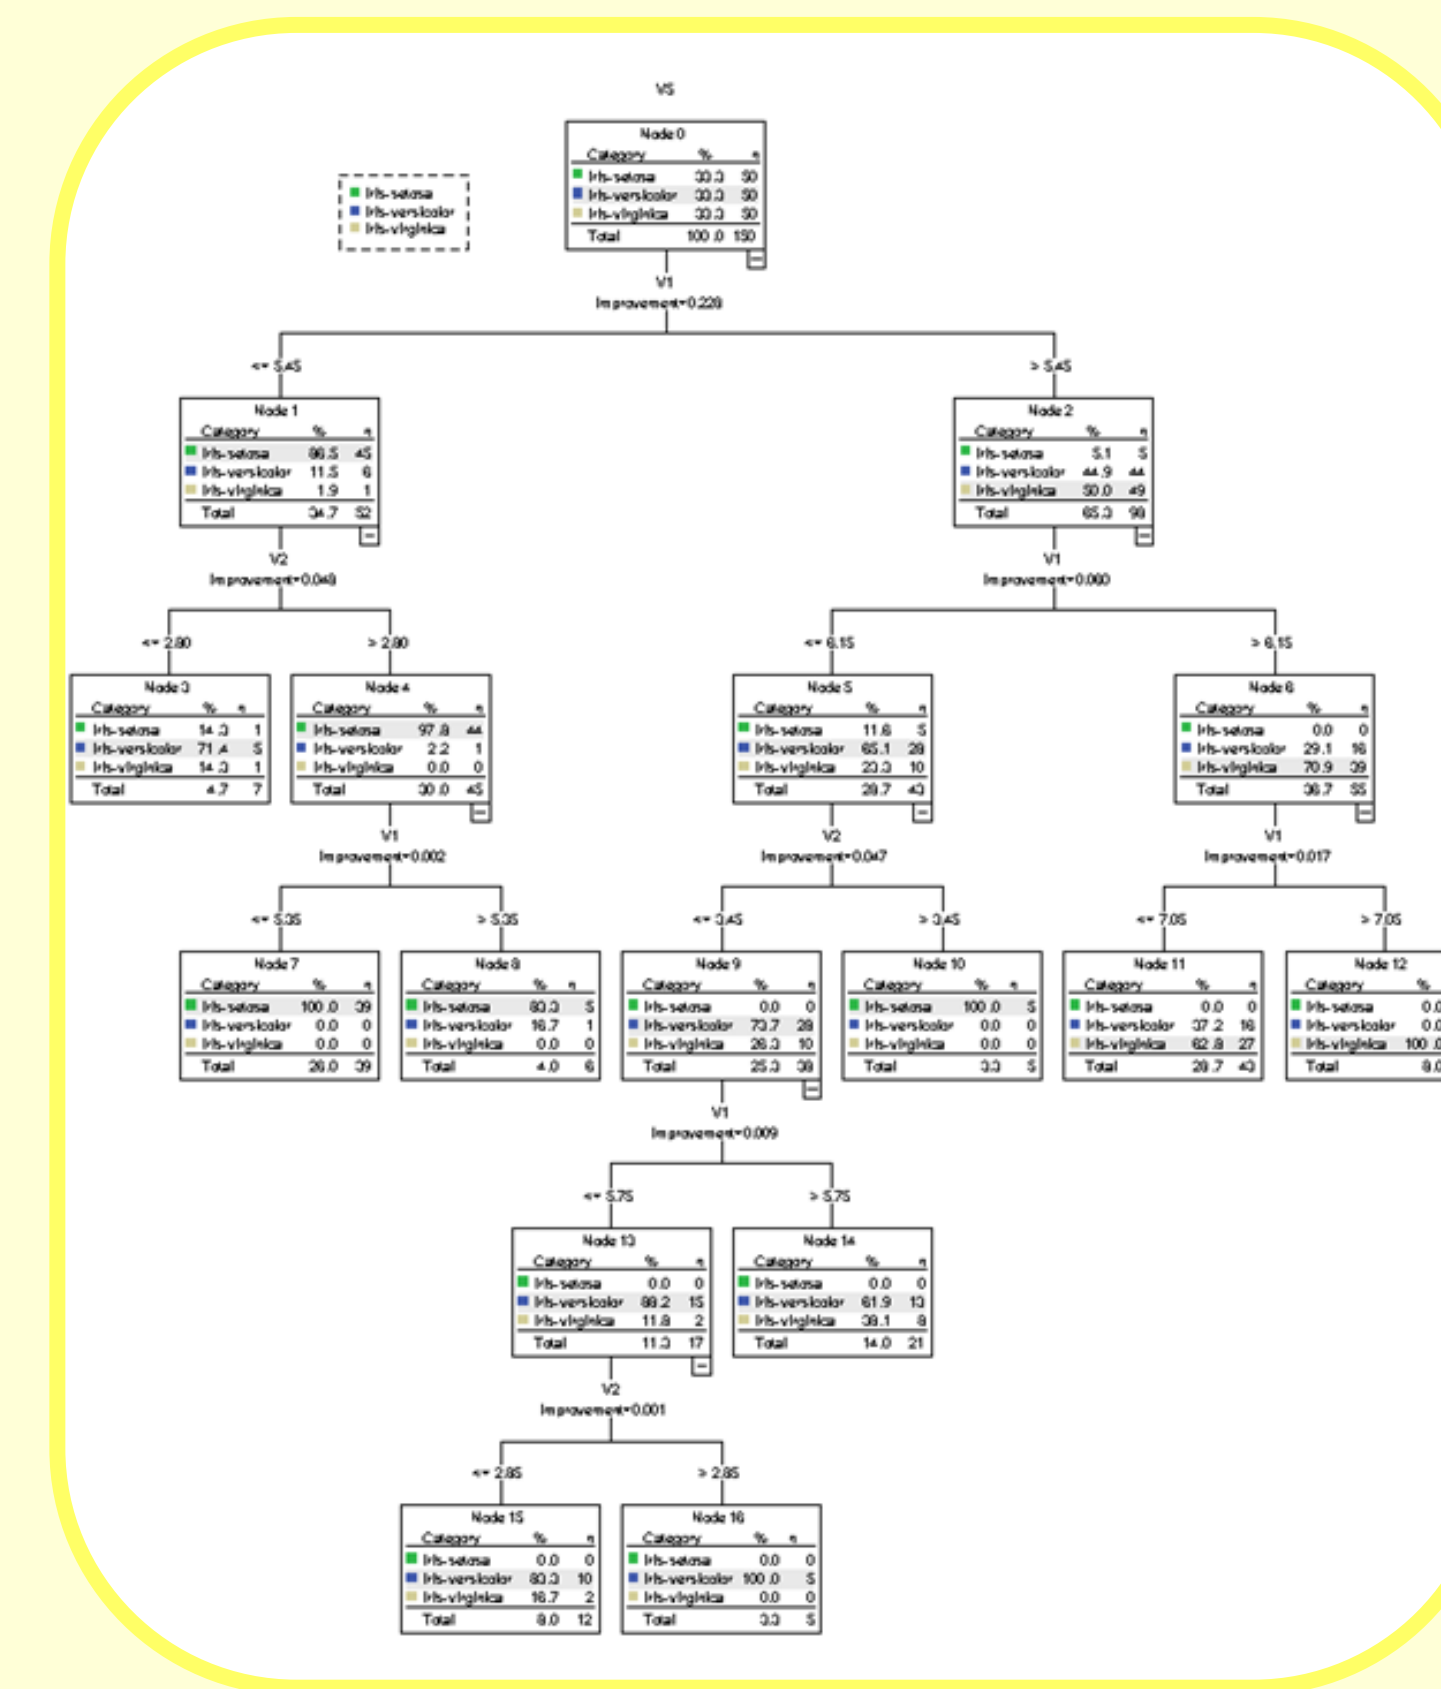 V5
Node 0
Category % n
Iris-setosa 33.3 50
Iris-versicolor 33.3 50
Iris-virginica 33.3 50
Total 100.0 150
Iris-setosa
Iris-versicolor
Iris-virginica
V1
Improvement=0.228
<= 5.45
> 5.45
Node 1
Category % n
Iris-setosa 86.5 45
Iris-versicolor 11.5 6
Iris-virginica 1.9 1
Total 34.7 52
Node 2
Category % n
Iris-setosa 5.1 5
Iris-versicolor 44.9 44
Iris-virginica 50.0 49
Total 65.3 98
V2
Improvement=0.048
V1
Improvement=0.060
<= 2.80
> 2.80
<= 6.15
> 6.15
Node 3
Category % n
Iris-setosa 14.3 1
Iris-versicolor 71.4 5
Iris-virginica 14.3 1
Total 4.7 7
Node 4
Category % n
Iris-setosa 97.8 44
Iris-versicolor 2.2 1
Iris-virginica 0.0 0
Total 30.0 45
Node 5
Category % n
Iris-setosa 11.6 5
Iris-versicolor 65.1 28
Iris-virginica 23.3 10
Total 28.7 43
Node 6
Category % n
Iris-setosa 0.0 0
Iris-versicolor 29.1 16
Iris-virginica 70.9 39
Total 36.7 55
V1
Improvement=0.002
V2
Improvement=0.047
V1
Improvement=0.017
<= 5.35
> 5.35
<= 3.45
> 3.45
<= 7.05
> 7.05
Node 7
Category % n
Iris-setosa 100.0 39
Iris-versicolor 0.0 0
Iris-virginica 0.0 0
Total 26.0 39
Node 8
Category % n
Iris-setosa 83.3 5
Iris-versicolor 16.7 1
Iris-virginica 0.0 0
Total 4.0 6
Node 9
Category % n
Iris-setosa 0.0 0
Iris-versicolor 73.7 28
Iris-virginica 26.3 10
Total 25.3 38
Node 10
Category % n
Iris-setosa 100.0 5
Iris-versicolor 0.0 0
Iris-virginica 0.0 0
Total 3.3 5
Node 11
Category % n
Iris-setosa 0.0 0
Iris-versicolor 37.2 16
Iris-virginica 62.8 27
Total 28.7 43
Node 12
Category %
Iris-setosa 0.0
Iris-versicolor 0.0
Iris-virginica 100.0
Total 8.0
V1
Improvement=0.009
<= 5.75
> 5.75
Node 13
Category % n
Iris-setosa 0.0 0
Iris-versicolor 88.2 15
Iris-virginica 11.8 2
Total 11.3 17
Node 14
Category % n
Iris-setosa 0.0 0
Iris-versicolor 61.9 13
Iris-virginica 38.1 8
Total 14.0 21
V2
Improvement=0.001
<= 2.85
> 2.85
Node 15
Category % n
Iris-setosa 0.0 0
Iris-versicolor 83.3 10
Iris-virginica 16.7 2
Total 8.0 12
Node 16
Category % n
Iris-setosa 0.0 0
Iris-versicolor 100.0 5
Iris-virginica 0.0 0
Total 3.3 5